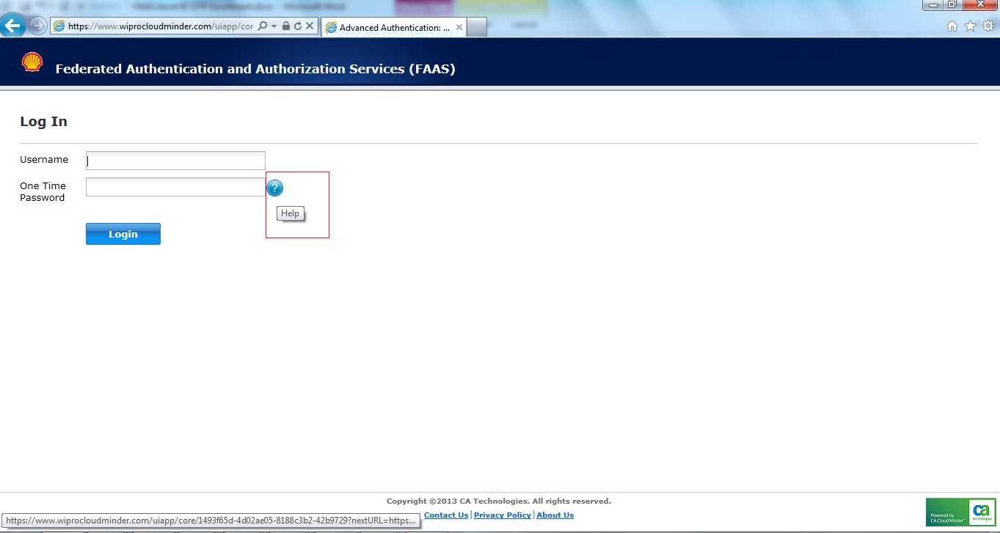 https://www.wiprocloudminder.com/uiapp/cor
Advanced Authentication: ...
Federated Authentication and Authorization Services (FAAS)
Log In
Username
One Time
Password
?
Help
Login
Copyright ©2013 CA Technologies. All rights reserved.
Contact Us | Privacy Policy | About Us
https://www.wiprocloudminder.com/uiapp/core/1493f65d-4d02ae05-8188c3b2-42b9729?nextURL=https...
Powered by
CA CloudMinder™
ca
technologies